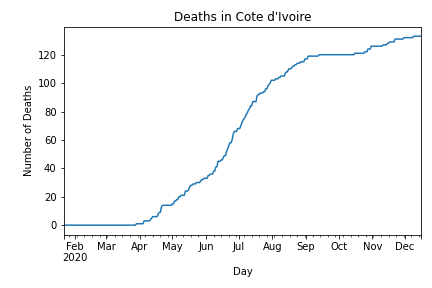 Deaths in Cote d'Ivoire
Number of Deaths
120
100
80
60
40
20
0
Feb Mar Apr May Jun Jul Aug Sep Oct Nov Dec
2020
Day